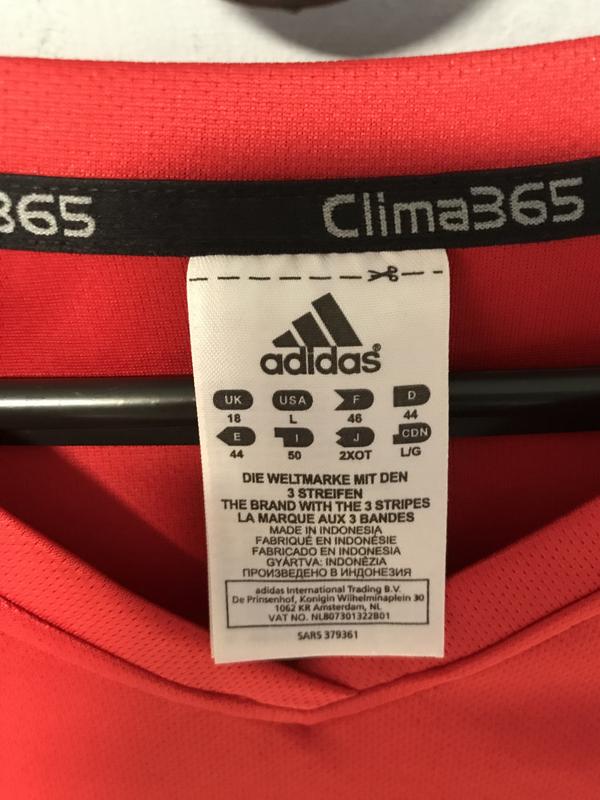 365 Clima365
adidas®
UK USA F D
18 L 46 44
E I J CDN
44 50 2XOT L/G
DIE WELTMARKE MIT DEN
3 STREIFEN
THE BRAND WITH THE 3 STRIPES
LA MARQUE AUX 3 BANDES
MADE IN INDONESIA
FABRIQUÉ EN INDONÉSIE
FABRICADO EN INDONESIA
GYÁRTVA: INDONÉZIA
ПРОИЗВЕДЕНО В ИНДОНЕЗИЯ
adidas International Trading B.V.
De Prinsenhof, Konigin Wilhelminaplein 30
1062 KR Amsterdam, NL
VAT NO. NL807301322B01
SARS 379361